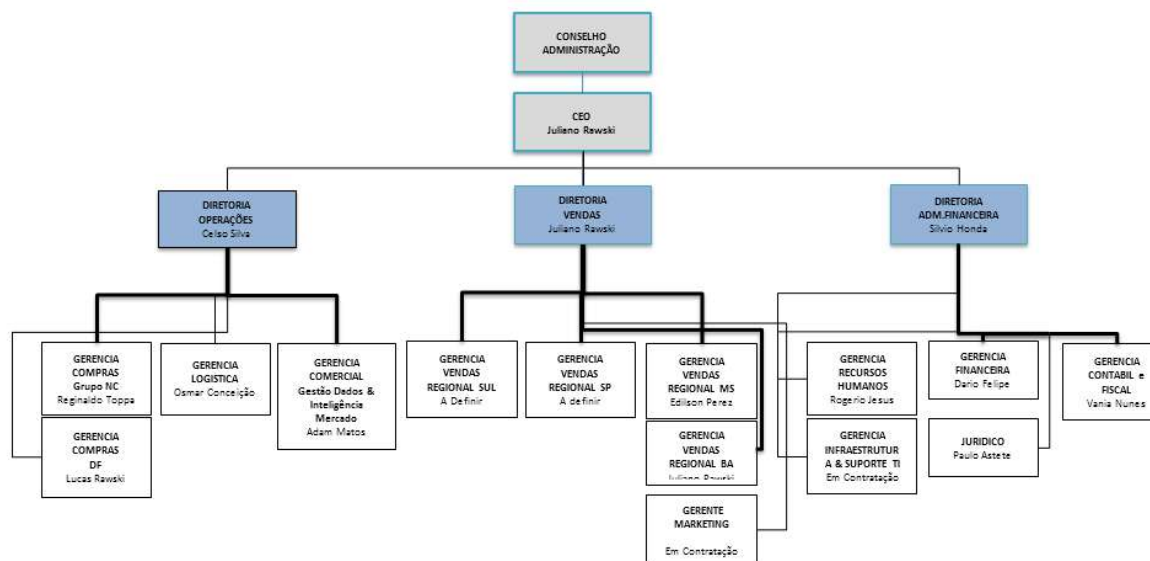 CONSELHO
ADMINISTRAÇÃO
CEO
Juliano Rawski
DIRETORIA
OPERAÇÕES
Celso Silva
DIRETORIA
VENDAS
Juliano Rawski
DIRETORIA
ADM.FINANCEIRA
Silvio Honda
GERENCIA
COMPRAS
Grupo NC
Reginaldo Toppa
GERENCIA
COMPRAS
DF
Lucas Rawski
GERENCIA
LOGISTICA
Osmar Conceição
GERENCIA
COMERCIAL
Gestão Dados &
Inteligência
Mercado
Adam Matos
GERENCIA
VENDAS
REGIONAL SUL
A Definir
GERENCIA
VENDAS
REGIONAL SP
A definir
GERENCIA
VENDAS
REGIONAL MS
Edilson Perez
GERENCIA
VENDAS
REGIONAL BA
Juliano Rawski
GERENTE
MARKETING
Em Contratação
GERENCIA
RECURSOS
HUMANOS
Rogerio Jesus
GERENCIA
INFRAESTRUTUR
A & SUPORTE TI
Em Contratação
GERENCIA
FINANCEIRA
Dario Felipe
JURIDICO
Paulo Astete
GERENCIA
CONTABIL e
FISCAL
Vania Nunes